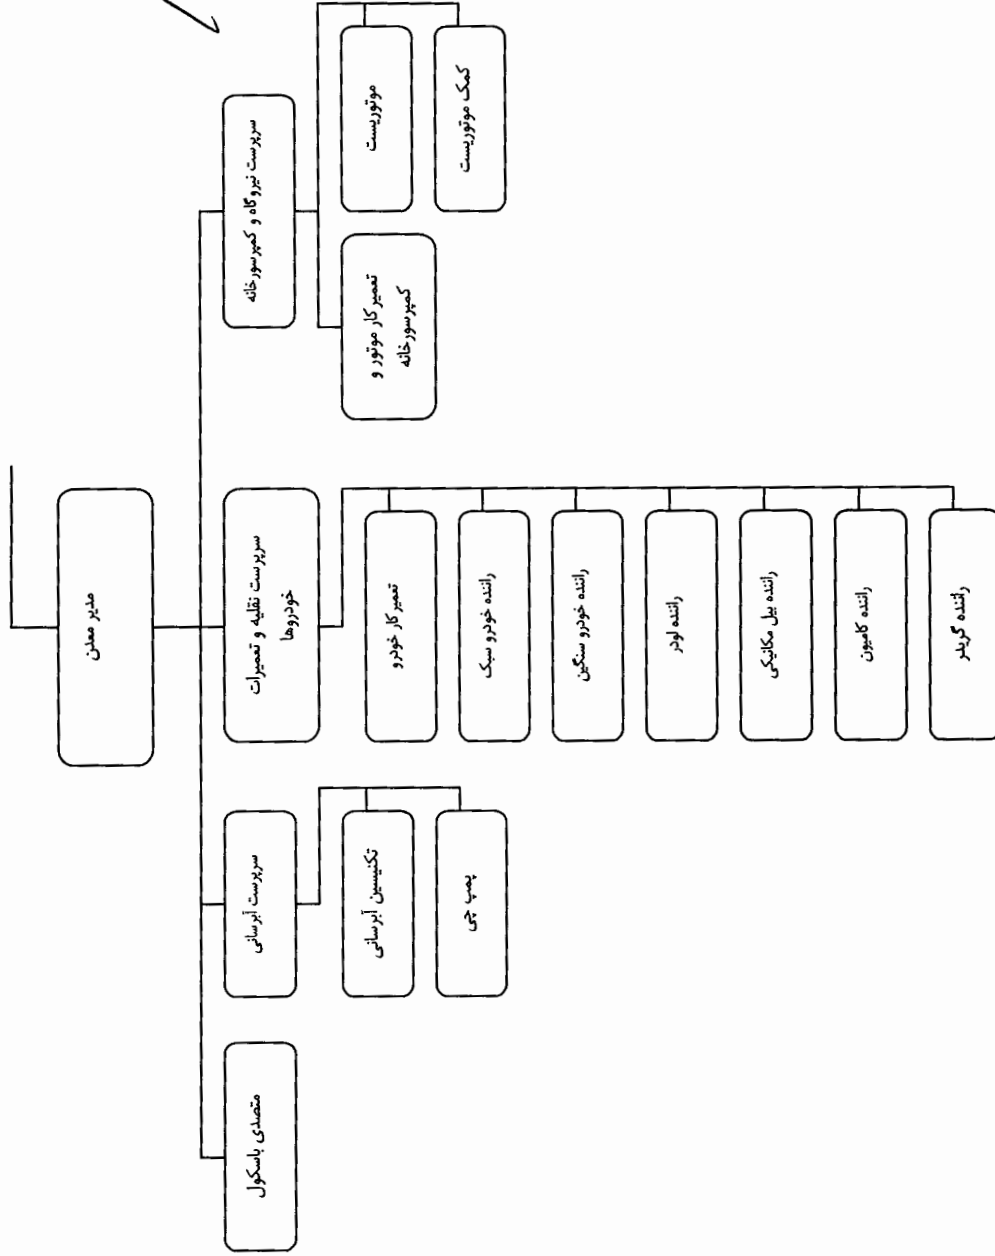 مدیر معدن
سرپرست نیروگاه و کمپرسورخانه
موتوریست
کمک موتوریست
تعمیرکار موتور و
کمپرسورخانه
سرپرست نقلیه و تعمیرات
خودروها
تعمیرکار خودرو
راننده خودرو سبک
راننده خودرو سنگین
راننده لودر
راننده بیل مکانیکی
راننده کامیون
راننده گریدر
سرپرست آبرسانی
تکنیسین آبرسانی
پمپ چی
متصدی باسکول